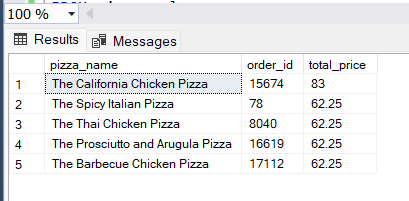 100 %
Results Messages
pizza_name order_id total_price
1 The California Chicken Pizza 15674 83
2 The Spicy Italian Pizza 78 62.25
3 The Thai Chicken Pizza 8040 62.25
4 The Prosciutto and Arugula Pizza 16619 62.25
5 The Barbecue Chicken Pizza 17112 62.25